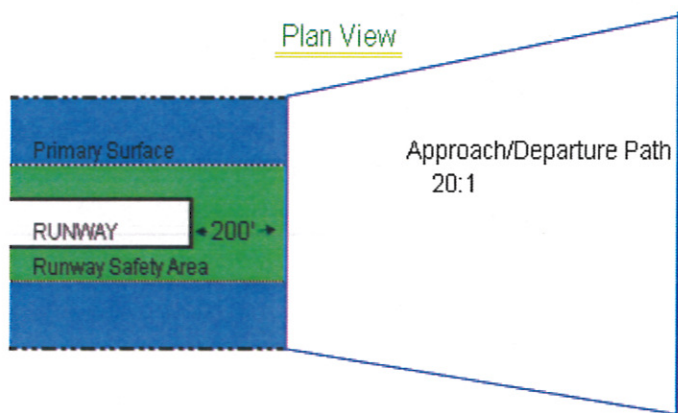 Plan View
Primary Surface
Approach/Departure Path
20:1
RUNWAY
200'
Runway Safety Area